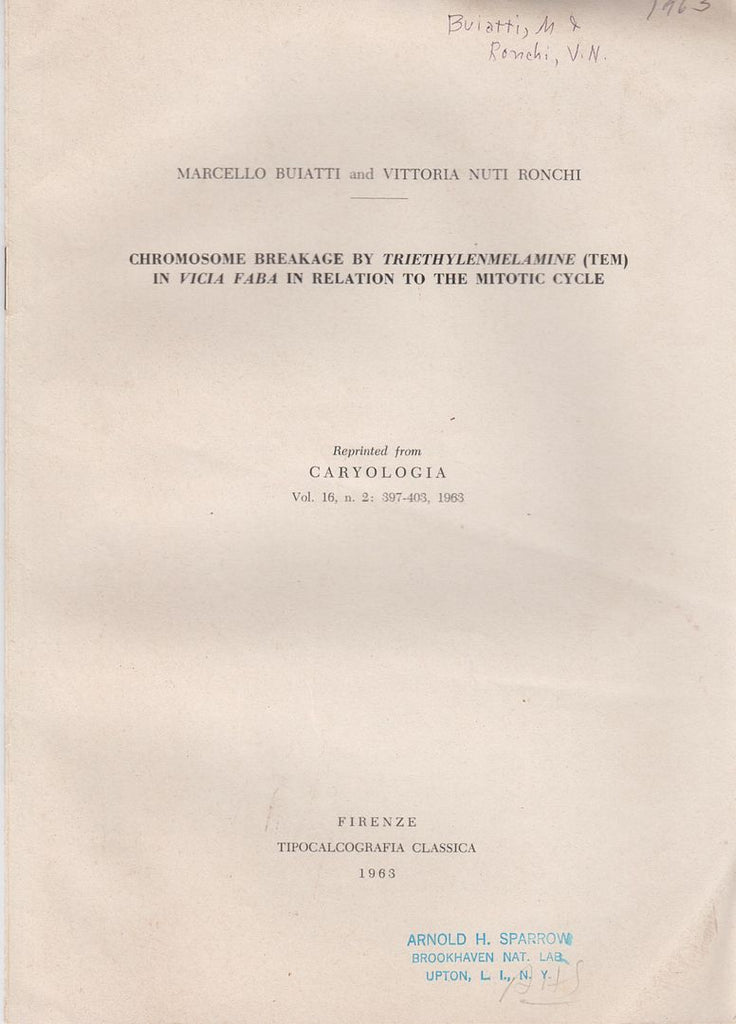 1963
Buiatti, M &
Ronchi, V.N.
MARCELLO BUIATTI and VITTORIA NUTI RONCHI
CHROMOSOME BREAKAGE BY TRIETHYLENMELAMINE (TEM)
IN VICIA FABA IN RELATION TO THE MITOTIC CYCLE
Reprinted from
CARYOLOGIA
Vol. 16, n. 2: 397-403, 1963
FIRENZE
TIPOCALCOGRAFIA CLASSICA
1963
ARNOLD H. SPARROW
BROOKHAVEN NAT. LAB.
UPTON, L. I., N. Y.